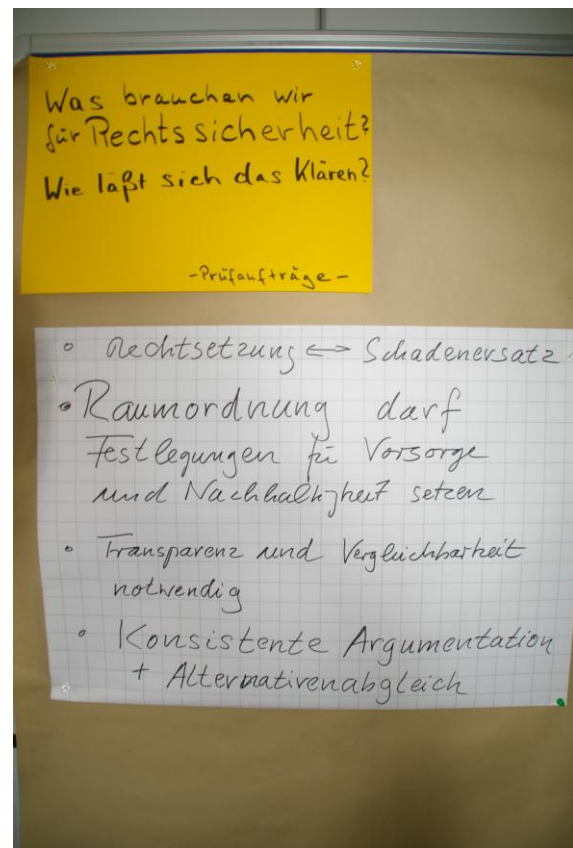 Was brauchen wir
für Rechtssicherheit?
Wie läßt sich das Klären?
-Prüfaufträge-
• Rechtsetzung <=> Schadenersatz
• Raumordnung darf
Festlegungen für Vorsorge
und Nachhaltigkeit setzen
• Transparenz und Vergleichbarkeit
notwendig
• Konsistente Argumentation
+ Alternativenabgleich